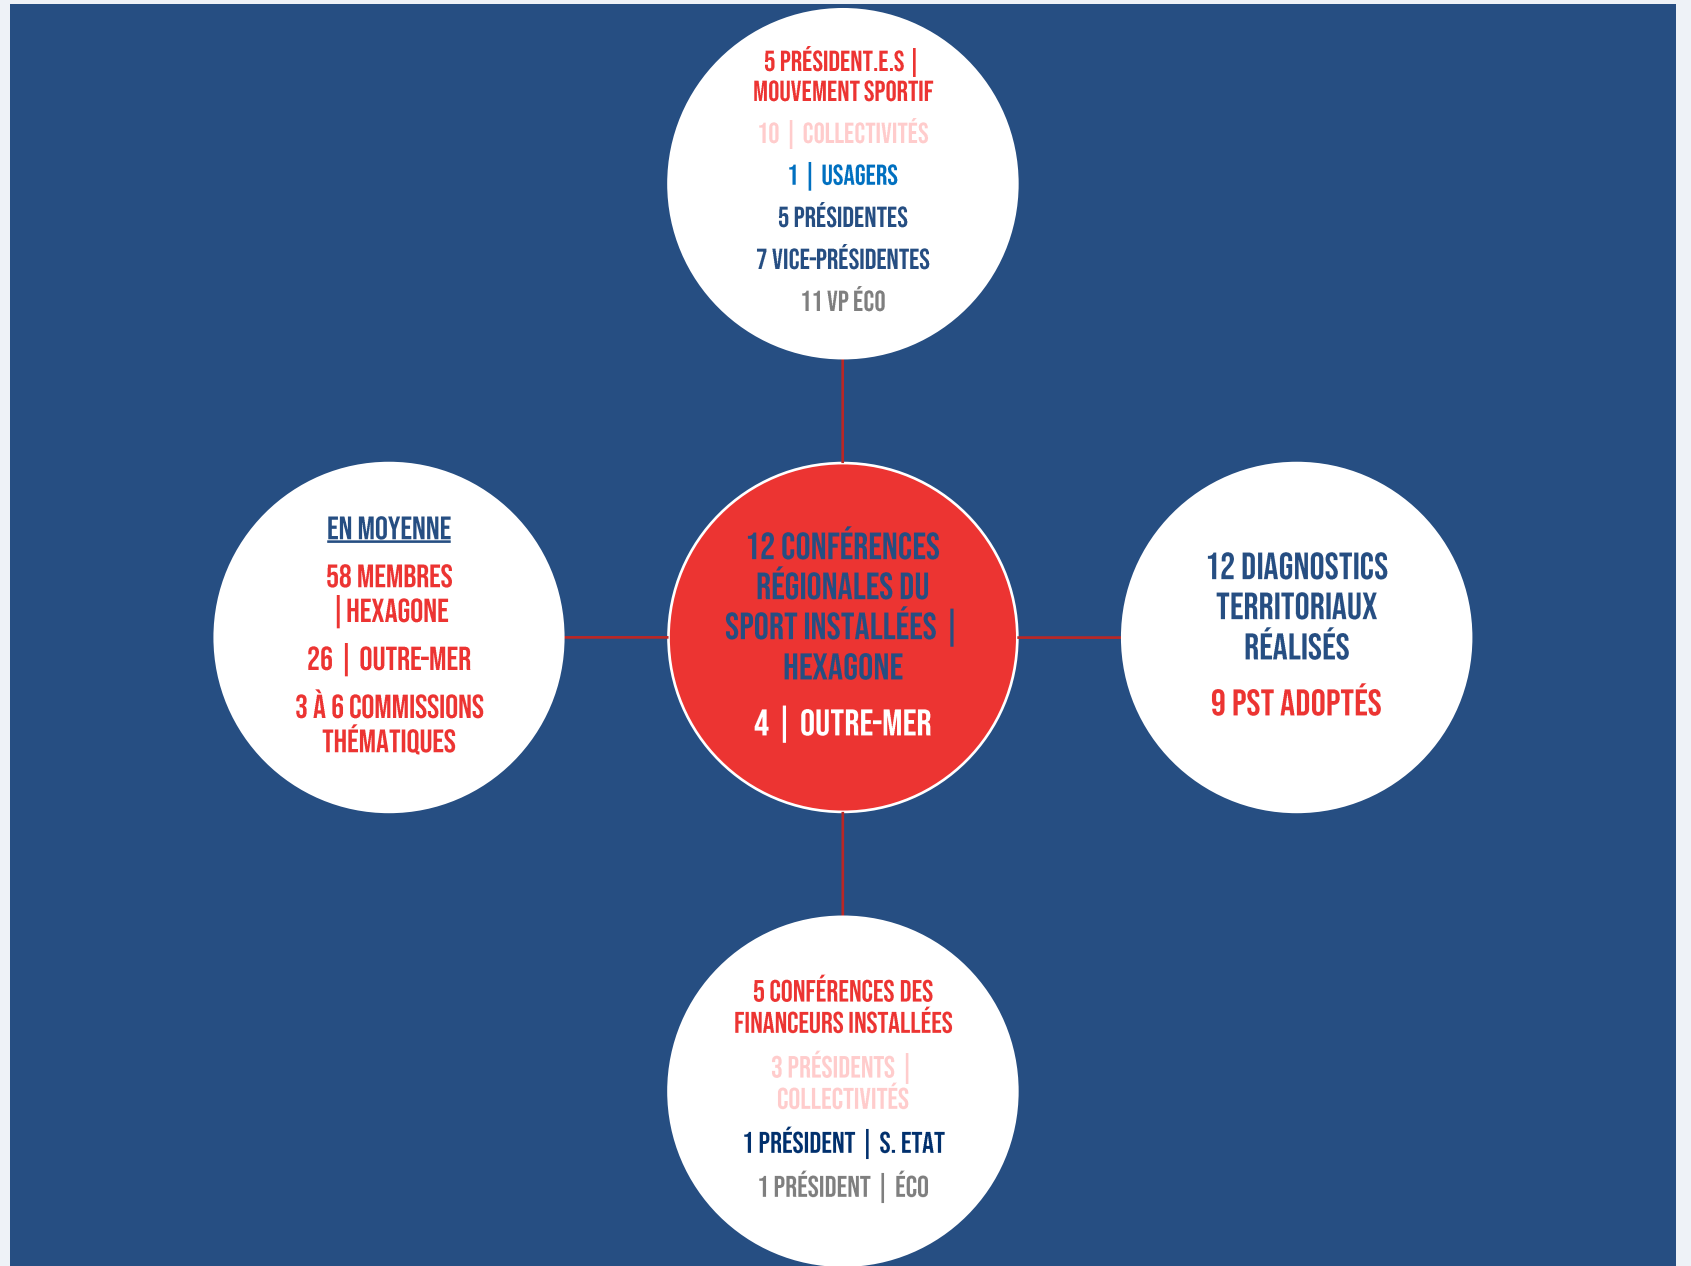 5 PRÉSIDENT.E.S |
MOUVEMENT SPORTIF
10 | COLLECTIVITÉS
1 | USAGERS
5 PRÉSIDENTES
7 VICE-PRÉSIDENTES
11 VP ÉCO
EN MOYENNE
58 MEMBRES
| HEXAGONE
26 | OUTRE-MER
3 À 6 COMMISSIONS
THÉMATIQUES
12 CONFÉRENCES
RÉGIONALES DU
SPORT INSTALLÉES |
HEXAGONE
4 | OUTRE-MER
12 DIAGNOSTICS
TERRITORIAUX
RÉALISÉS
9 PST ADOPTÉS
5 CONFÉRENCES DES
FINANCEURS INSTALLÉES
3 PRÉSIDENTS |
COLLECTIVITÉS
1 PRÉSIDENT | S. ETAT
1 PRÉSIDENT | ÉCO